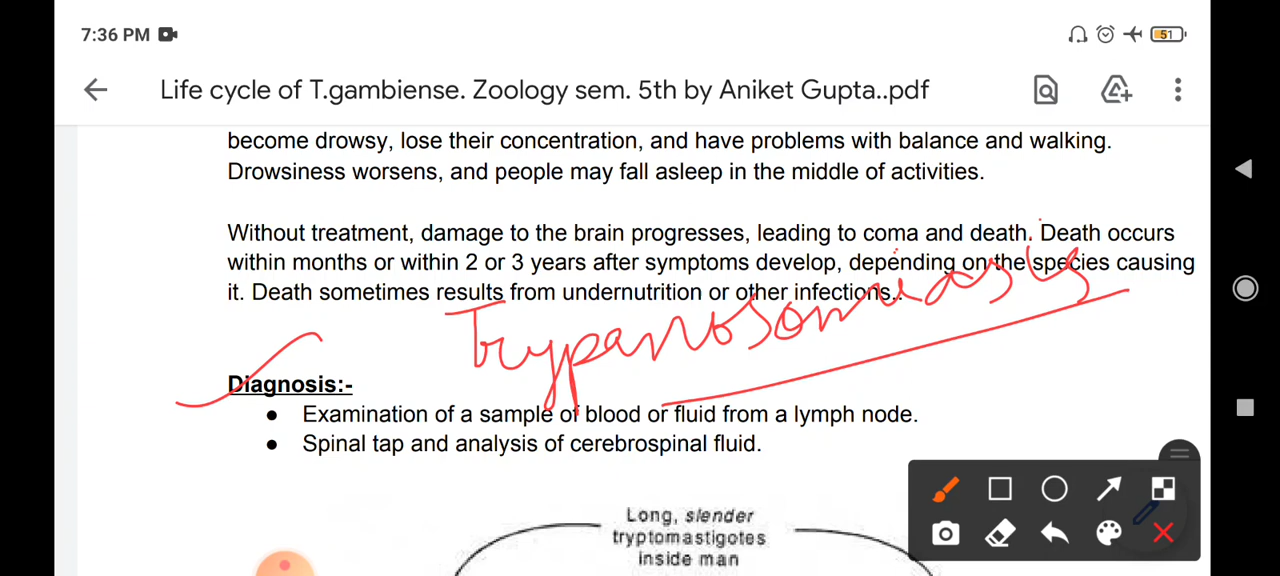 7:36 PM
51
Life cycle of T.gambiense. Zoology sem. 5th by Aniket Gupta..pdf
become drowsy, lose their concentration, and have problems with balance and walking.
Drowsiness worsens, and people may fall asleep in the middle of activities.
Without treatment, damage to the brain progresses, leading to coma and death. Death occurs
within months or within 2 or 3 years after symptoms develop, depending on the species causing
it. Death sometimes results from undernutrition or other infections..
Trypanosomiasis
Diagnosis:-
● Examination of a sample of blood or fluid from a lymph node.
● Spinal tap and analysis of cerebrospinal fluid.
Long, slender
tryptomastigotes
inside man